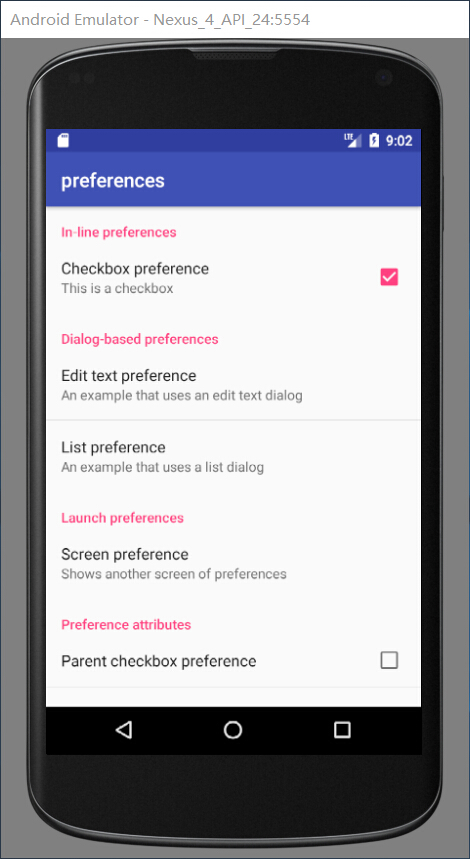 Android Emulator - Nexus_4_API_24:5554
LTE 9:02
preferences
In-line preferences
Checkbox preference
This is a checkbox
Dialog-based preferences
Edit text preference
An example that uses an edit text dialog
List preference
An example that uses a list dialog
Launch preferences
Screen preference
Shows another screen of preferences
Preference attributes
Parent checkbox preference